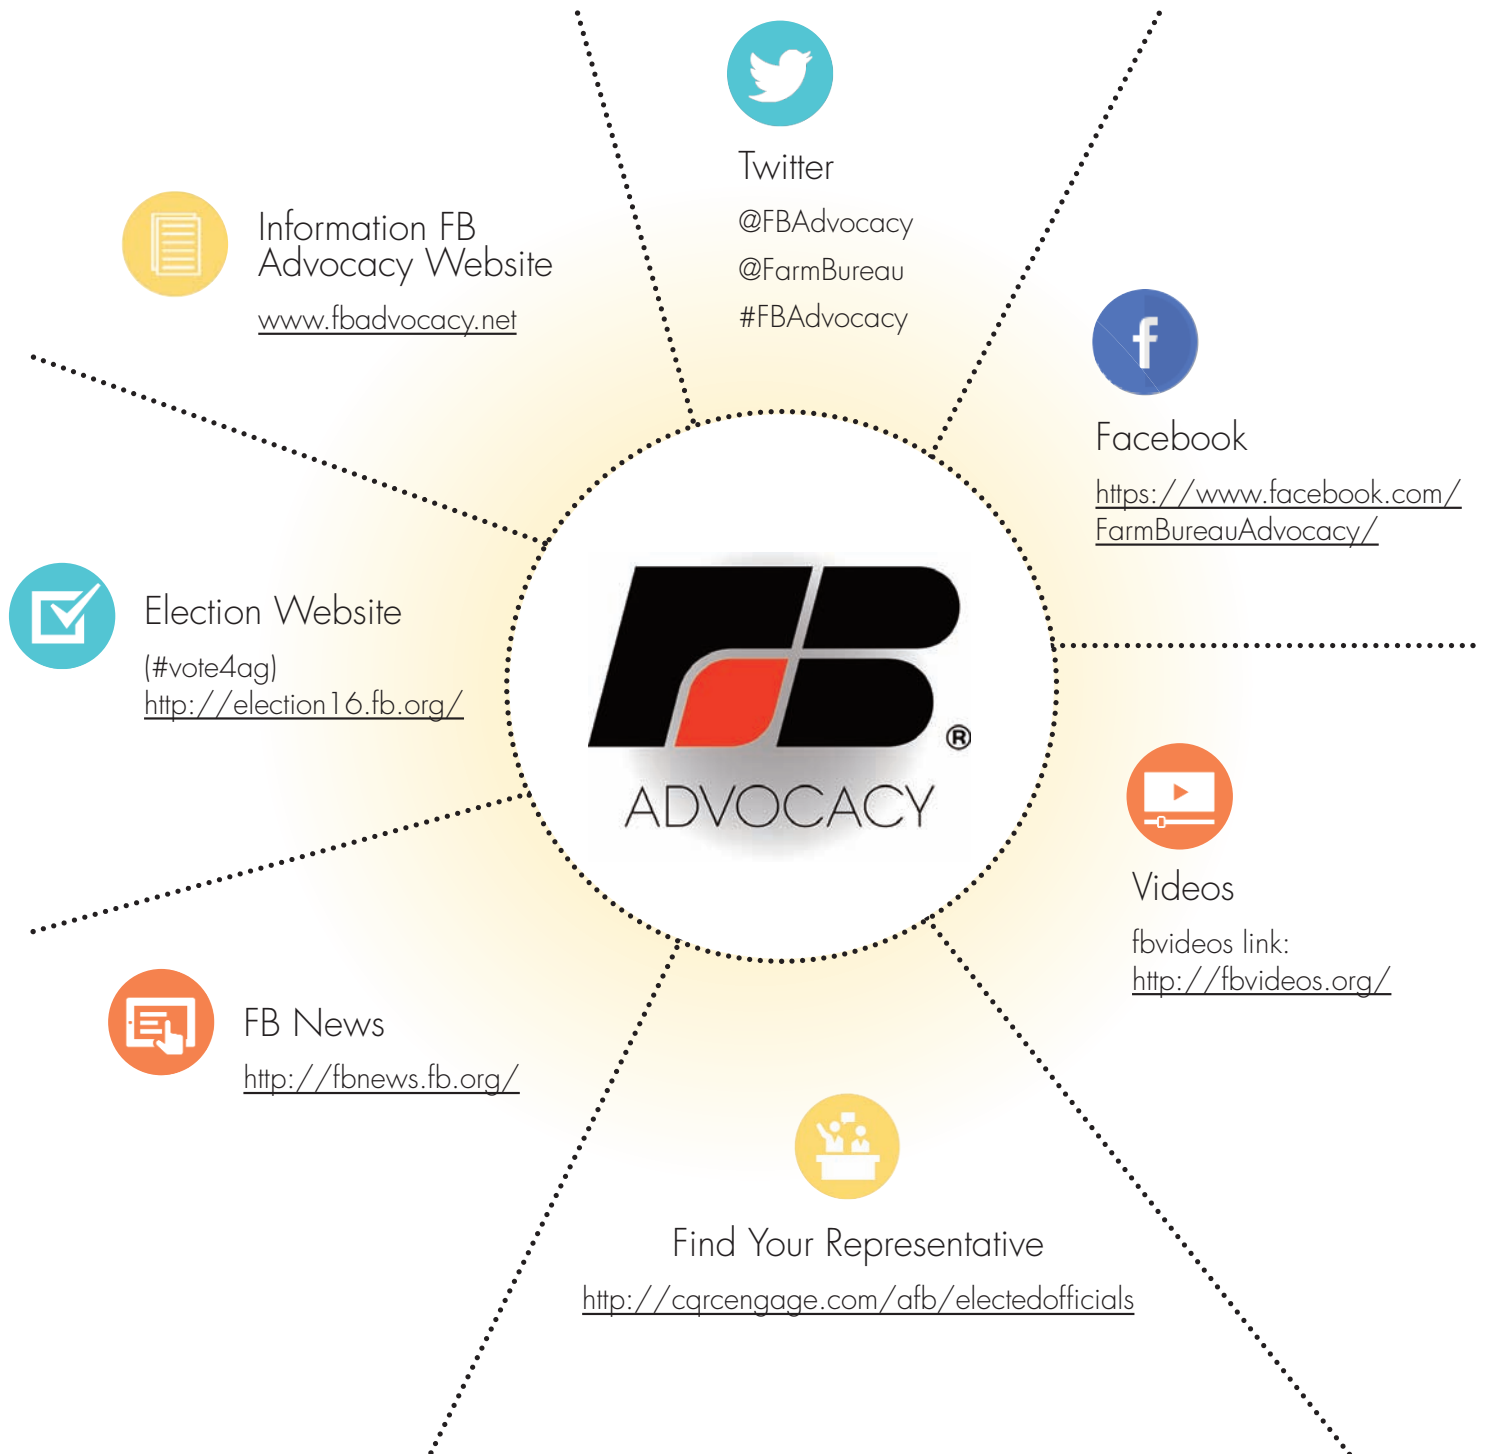 Twitter
@FBAdvocacy
@FarmBureau
#FBAdvocacy
Information FB
Advocacy Website
www.fbadvocacy.net
Facebook
https://www.facebook.com/
FarmBureauAdvocacy/
Election Website
(#vote4ag)
http://election16.fb.org/
FB
®
ADVOCACY
Videos
fbvideos link:
http://fbvideos.org/
FB News
http://fbnews.fb.org/
Find Your Representative
http://cqrcengage.com/afb/electedofficials